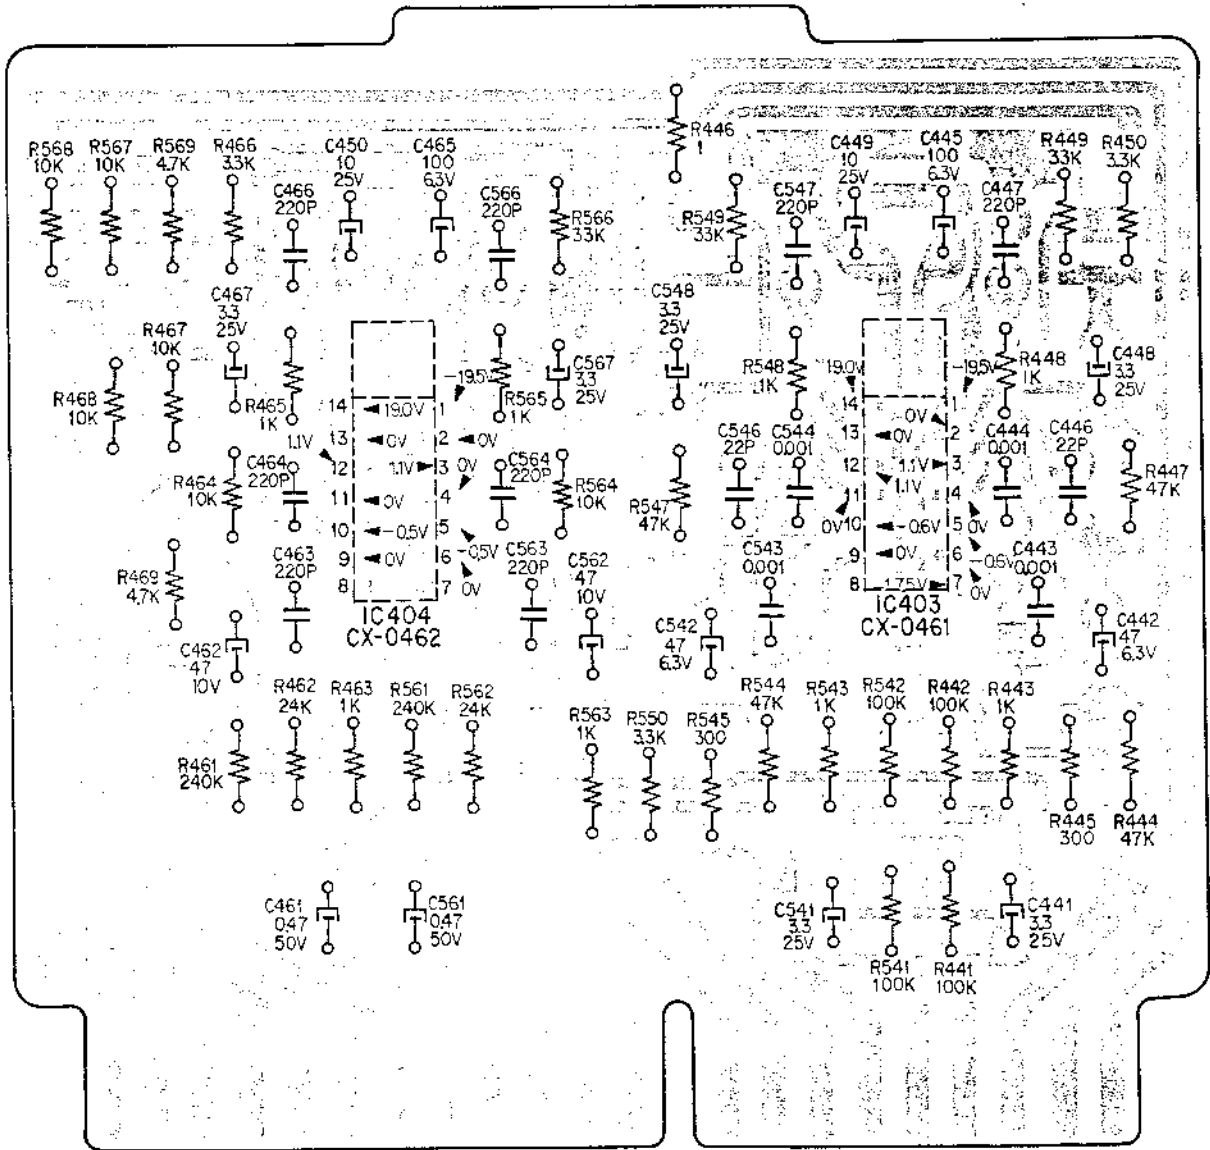 R568
10K
R567
10K
R569
4.7K
R466
33K
C466
220P
C450
10
25V
C465
100
6.3V
C566
220P
R566
33K
R446
1
R549
33K
C547
220P
C449
10
25V
C445
100
6.3V
C447
220P
R449
33K
R450
3.3K
C467
3.3
25V
R467
10K
R468
10K
R465
1K
R565
1K
C567
3.3
25V
C548
3.3
25V
R548
1K
R448
1K
C448
3.3
25V
19.0V
-19.5V
-19.5V
14
19.0V
1
1.1V
13
0V
2
0V
12
1.1V
3
0V
11
0V
4
10
-0.5V
5
9
0V
6
-0.5V
8
7
0V
IC404
CX-0462
14
1
0V
13
0V
2
12
1.1V
3
1.1V
11
4
0V
10
-0.6V
5
0V
9
0V
6
-0.6V
8
1.75V
7
0V
IC403
CX-0461
R464
10K
C464
220P
C564
220P
R564
10K
R547
47K
C546
22P
C544
0.001
C444
0.001
C446
22P
R447
47K
R469
4.7K
C463
220P
C563
220P
C562
47
10V
C543
0.001
C443
0.001
C462
47
10V
C542
47
6.3V
C442
47
6.3V
R461
240K
R462
24K
R463
1K
R561
240K
R562
24K
R563
1K
R550
3.3K
R545
300
R544
47K
R543
1K
R542
100K
R442
100K
R443
1K
R445
300
R444
47K
C461
0.47
50V
C561
0.47
50V
C541
3.3
25V
R541
100K
R441
100K
C441
3.3
25V